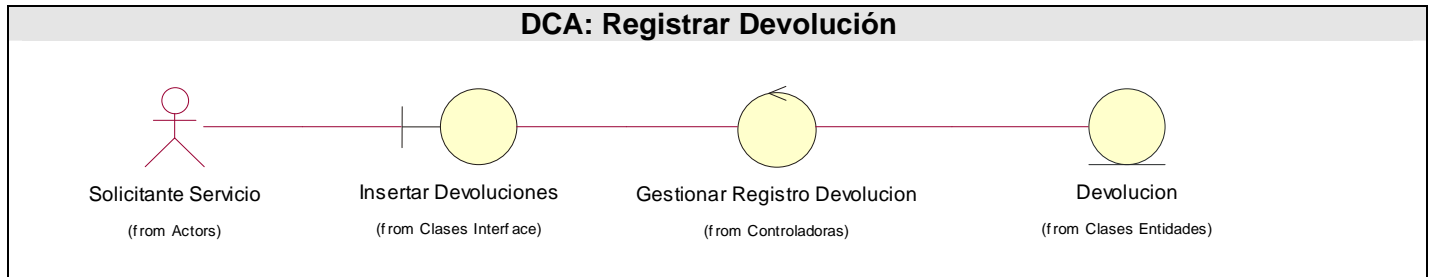 DCA: Registrar Devolución
Solicitante Servicio
(from Actors)
Insertar Devoluciones
(from Clases Interface)
Gestionar Registro Devolucion
(from Controladoras)
Devolucion
(from Clases Entidades)